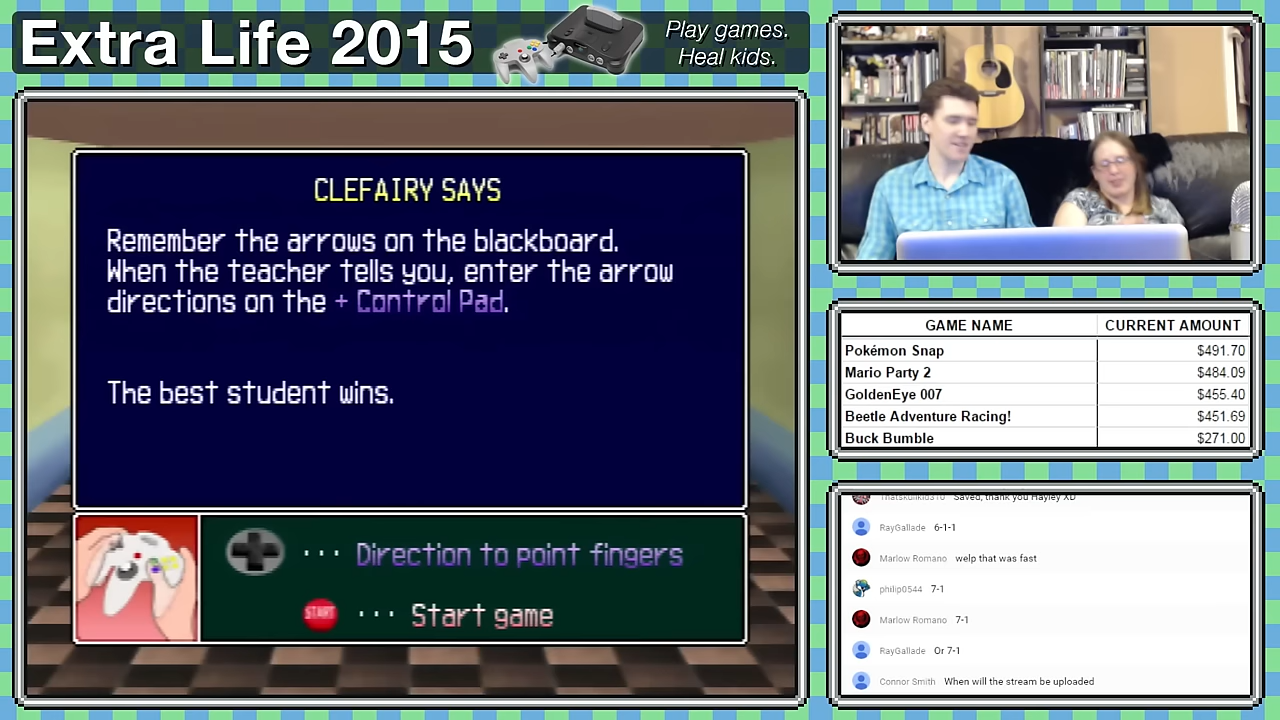 Extra Life 2015
Play games.
Heal kids.
CLEFAIRY SAYS
Remember the arrows on the blackboard.
When the teacher tells you, enter the arrow
directions on the + Control Pad.
The best student wins.
... Direction to point fingers
START ... Start game
GAME NAME CURRENT AMOUNT
Pokémon Snap $491.70
Mario Party 2 $484.09
GoldenEye 007 $455.40
Beetle Adventure Racing! $451.69
Buck Bumble $271.00
Saved, thank you Hayley XD
RayGallade 6-1-1
Marlow Romano welp that was fast
philip0544 7-1
Marlow Romano 7-1
RayGallade Or 7-1
Connor Smith When will the stream be uploaded